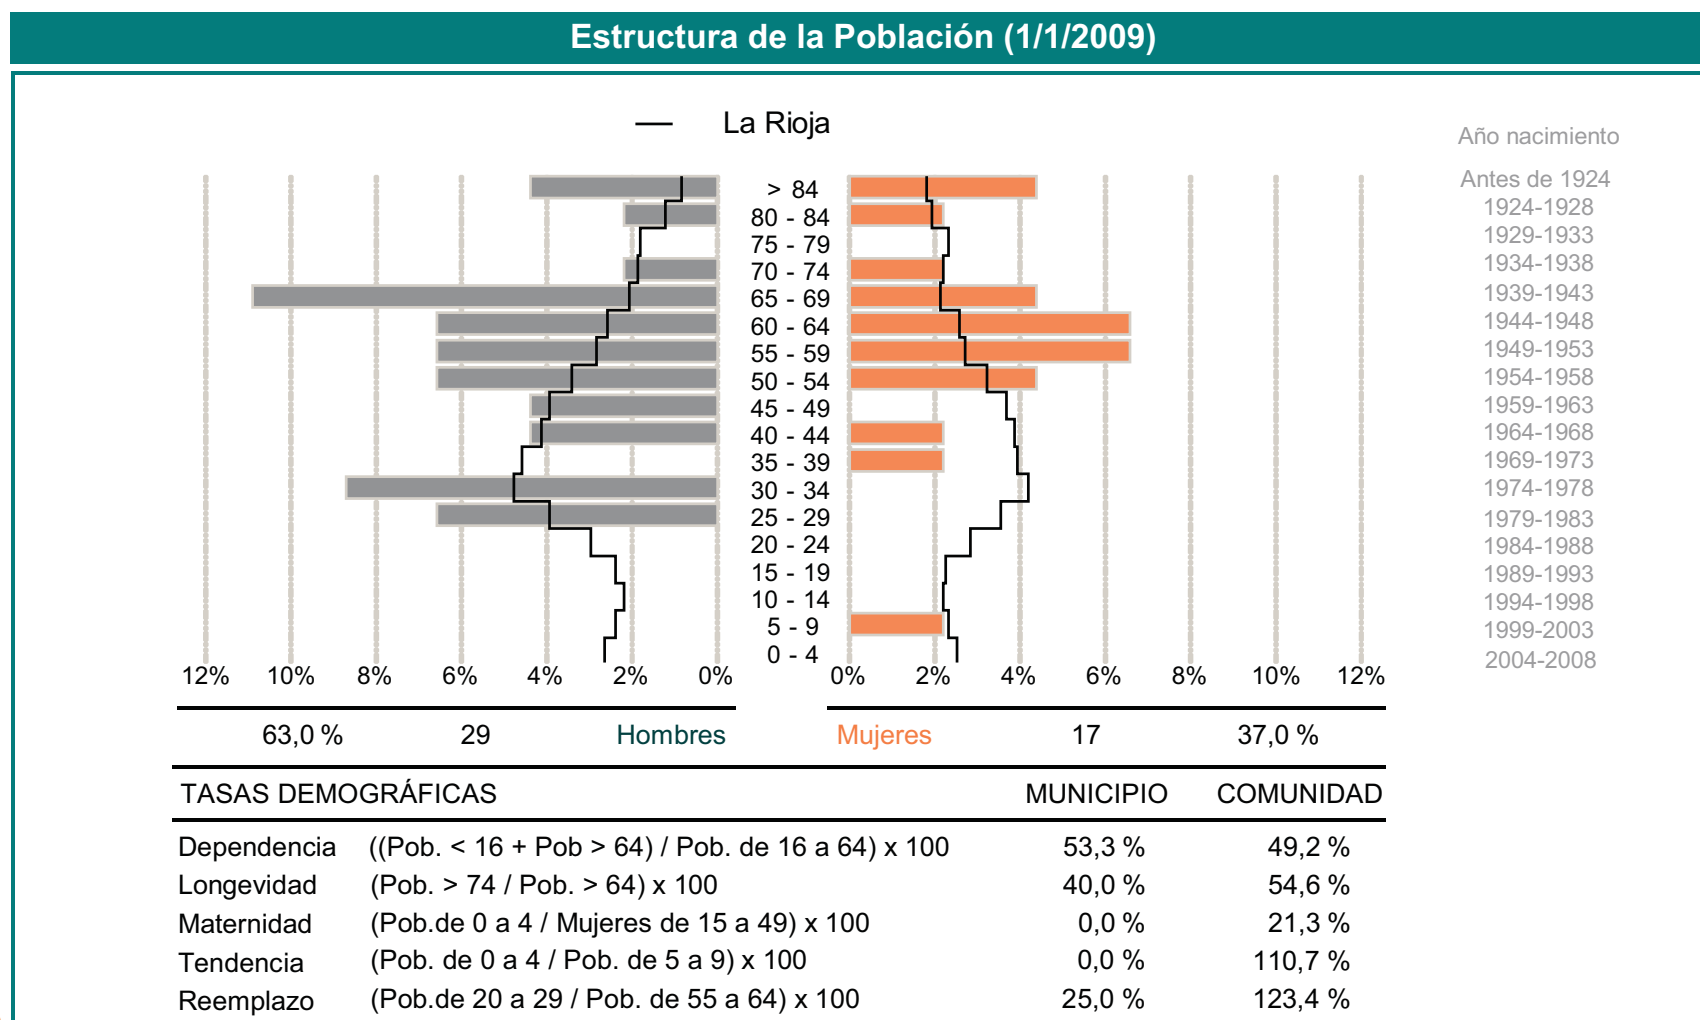 Estructura de la Población (1/1/2009)
La Rioja
Año nacimiento
> 84 Antes de 1924
80 - 84 1924-1928
75 - 79 1929-1933
70 - 74 1934-1938
65 - 69 1939-1943
60 - 64 1944-1948
55 - 59 1949-1953
50 - 54 1954-1958
45 - 49 1959-1963
40 - 44 1964-1968
35 - 39 1969-1973
30 - 34 1974-1978
25 - 29 1979-1983
20 - 24 1984-1988
15 - 19 1989-1993
10 - 14 1994-1998
5 - 9 1999-2003
0 - 4 2004-2008
12% 10% 8% 6% 4% 2% 0% 0% 2% 4% 6% 8% 10% 12%
63,0 % 29 Hombres Mujeres 17 37,0 %
TASAS DEMOGRÁFICAS MUNICIPIO COMUNIDAD
Dependencia ((Pob. < 16 + Pob > 64) / Pob. de 16 a 64) x 100 53,3 % 49,2 %
Longevidad (Pob. > 74 / Pob. > 64) x 100 40,0 % 54,6 %
Maternidad (Pob.de 0 a 4 / Mujeres de 15 a 49) x 100 0,0 % 21,3 %
Tendencia (Pob. de 0 a 4 / Pob. de 5 a 9) x 100 0,0 % 110,7 %
Reemplazo (Pob.de 20 a 29 / Pob. de 55 a 64) x 100 25,0 % 123,4 %